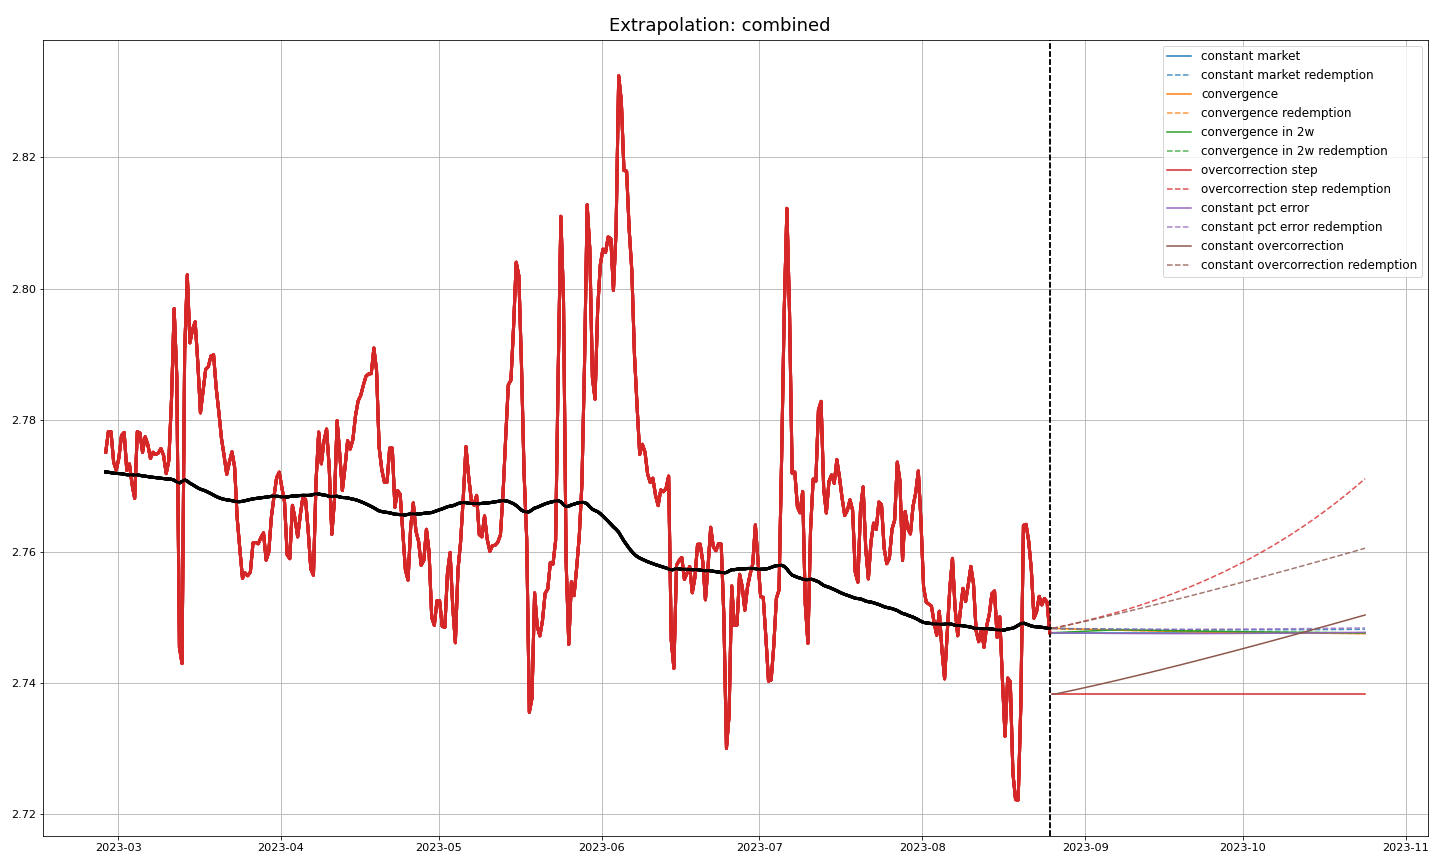 Extrapolation: combined
constant market
constant market redemption
convergence
convergence redemption
convergence in 2w
convergence in 2w redemption
overcorrection step
overcorrection step redemption
constant pct error
constant pct error redemption
constant overcorrection
constant overcorrection redemption
2.82
2.80
2.78
2.76
2.74
2.72
2023-03 2023-04 2023-05 2023-06 2023-07 2023-08 2023-09 2023-10 2023-11